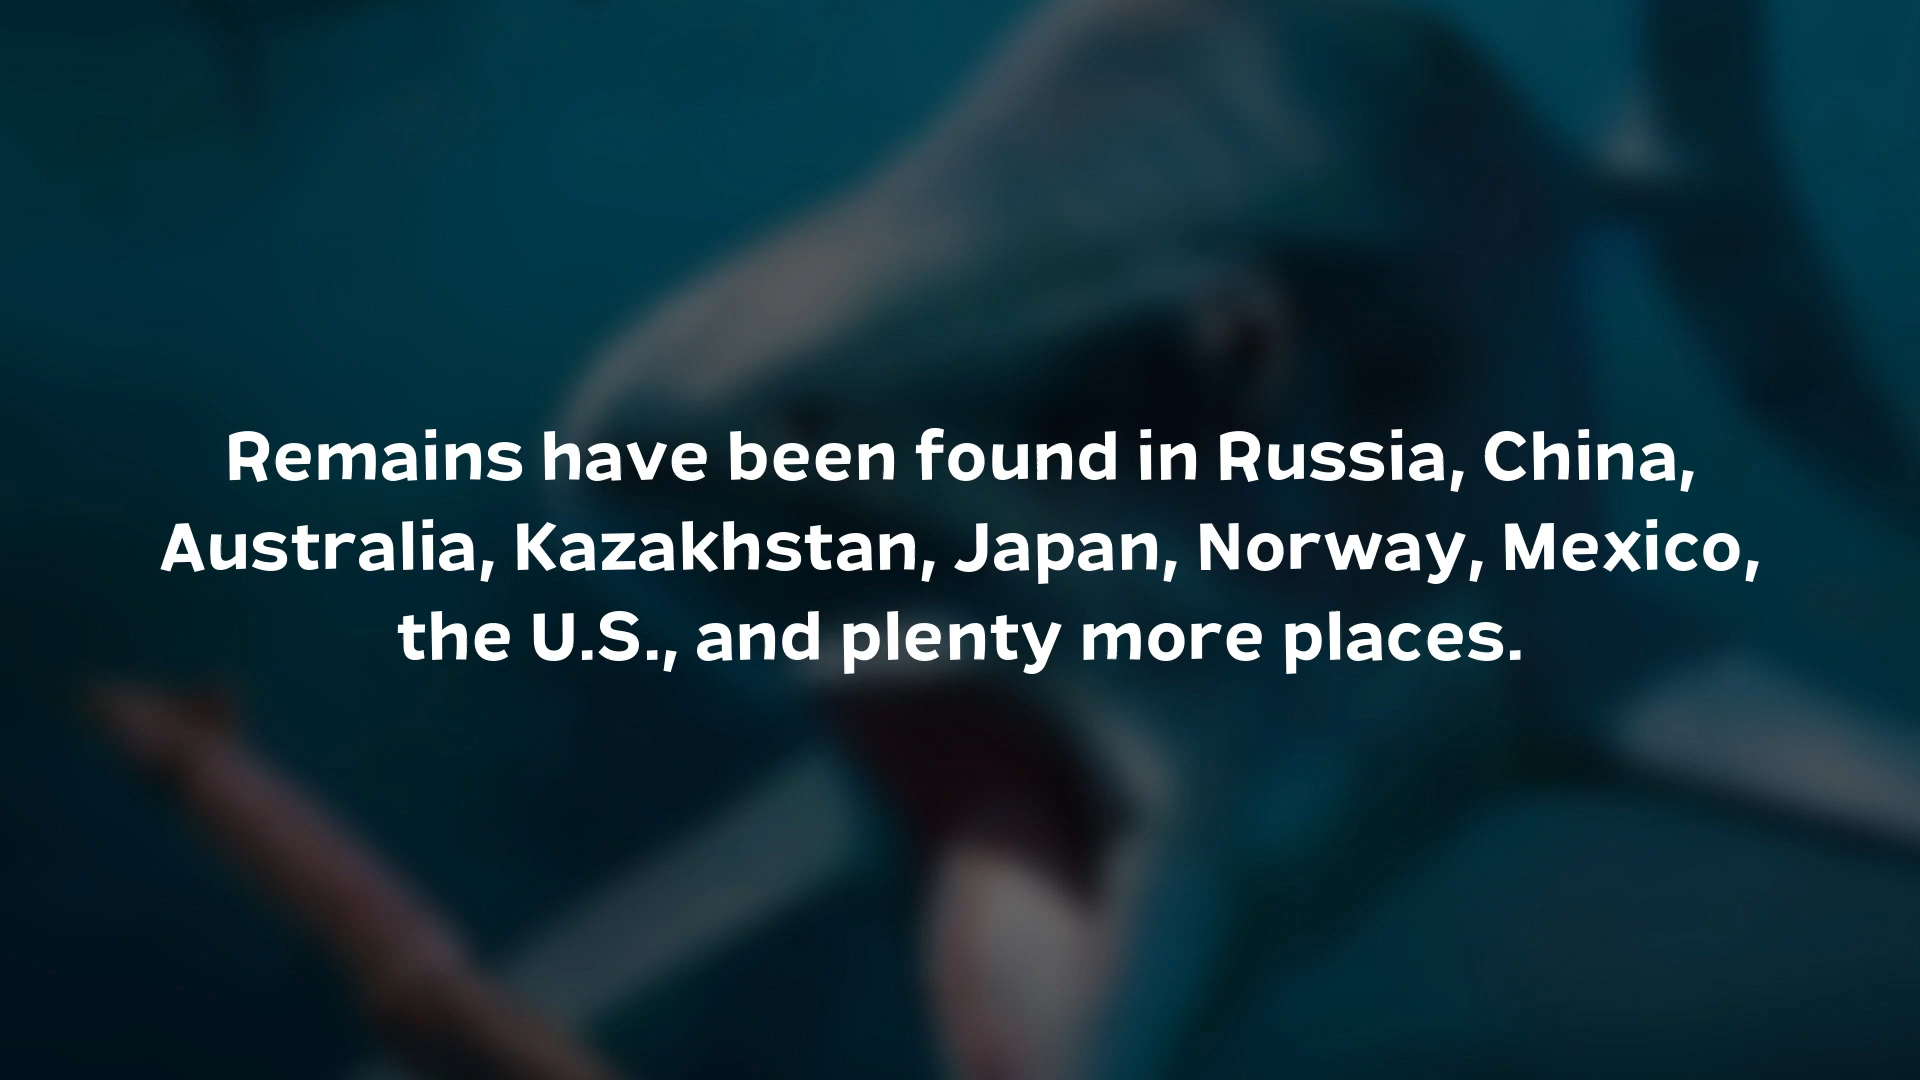 Remains have been found in Russia, China,
Australia, Kazakhstan, Japan, Norway, Mexico,
the U.S., and plenty more places.